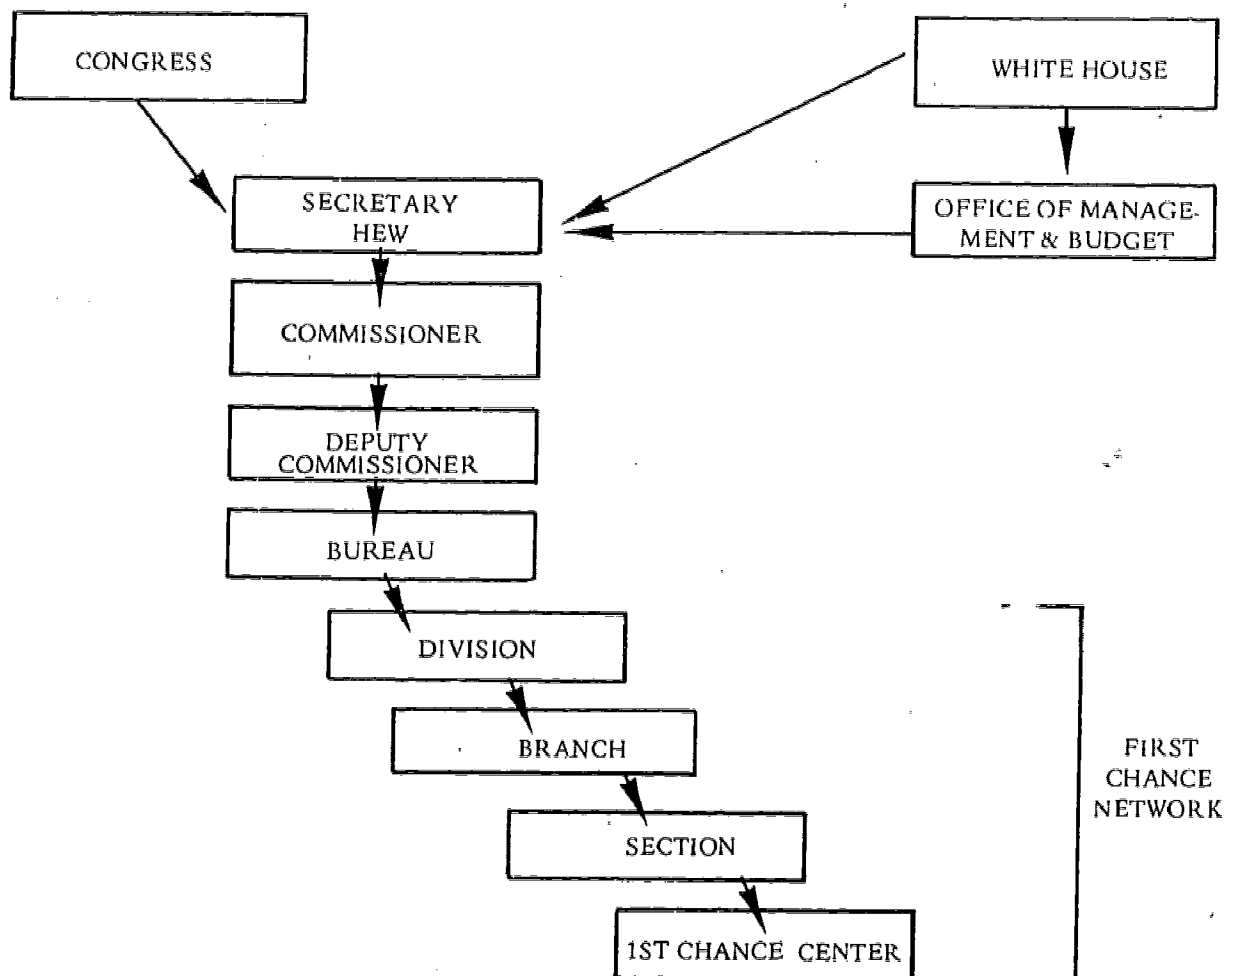 CONGRESS
WHITE HOUSE
SECRETARY
HEW
OFFICE OF MANAGE-
MENT & BUDGET
COMMISSIONER
DEPUTY
COMMISSIONER
BUREAU
DIVISION
BRANCH
SECTION
1ST CHANCE CENTER
FIRST
CHANCE
NETWORK